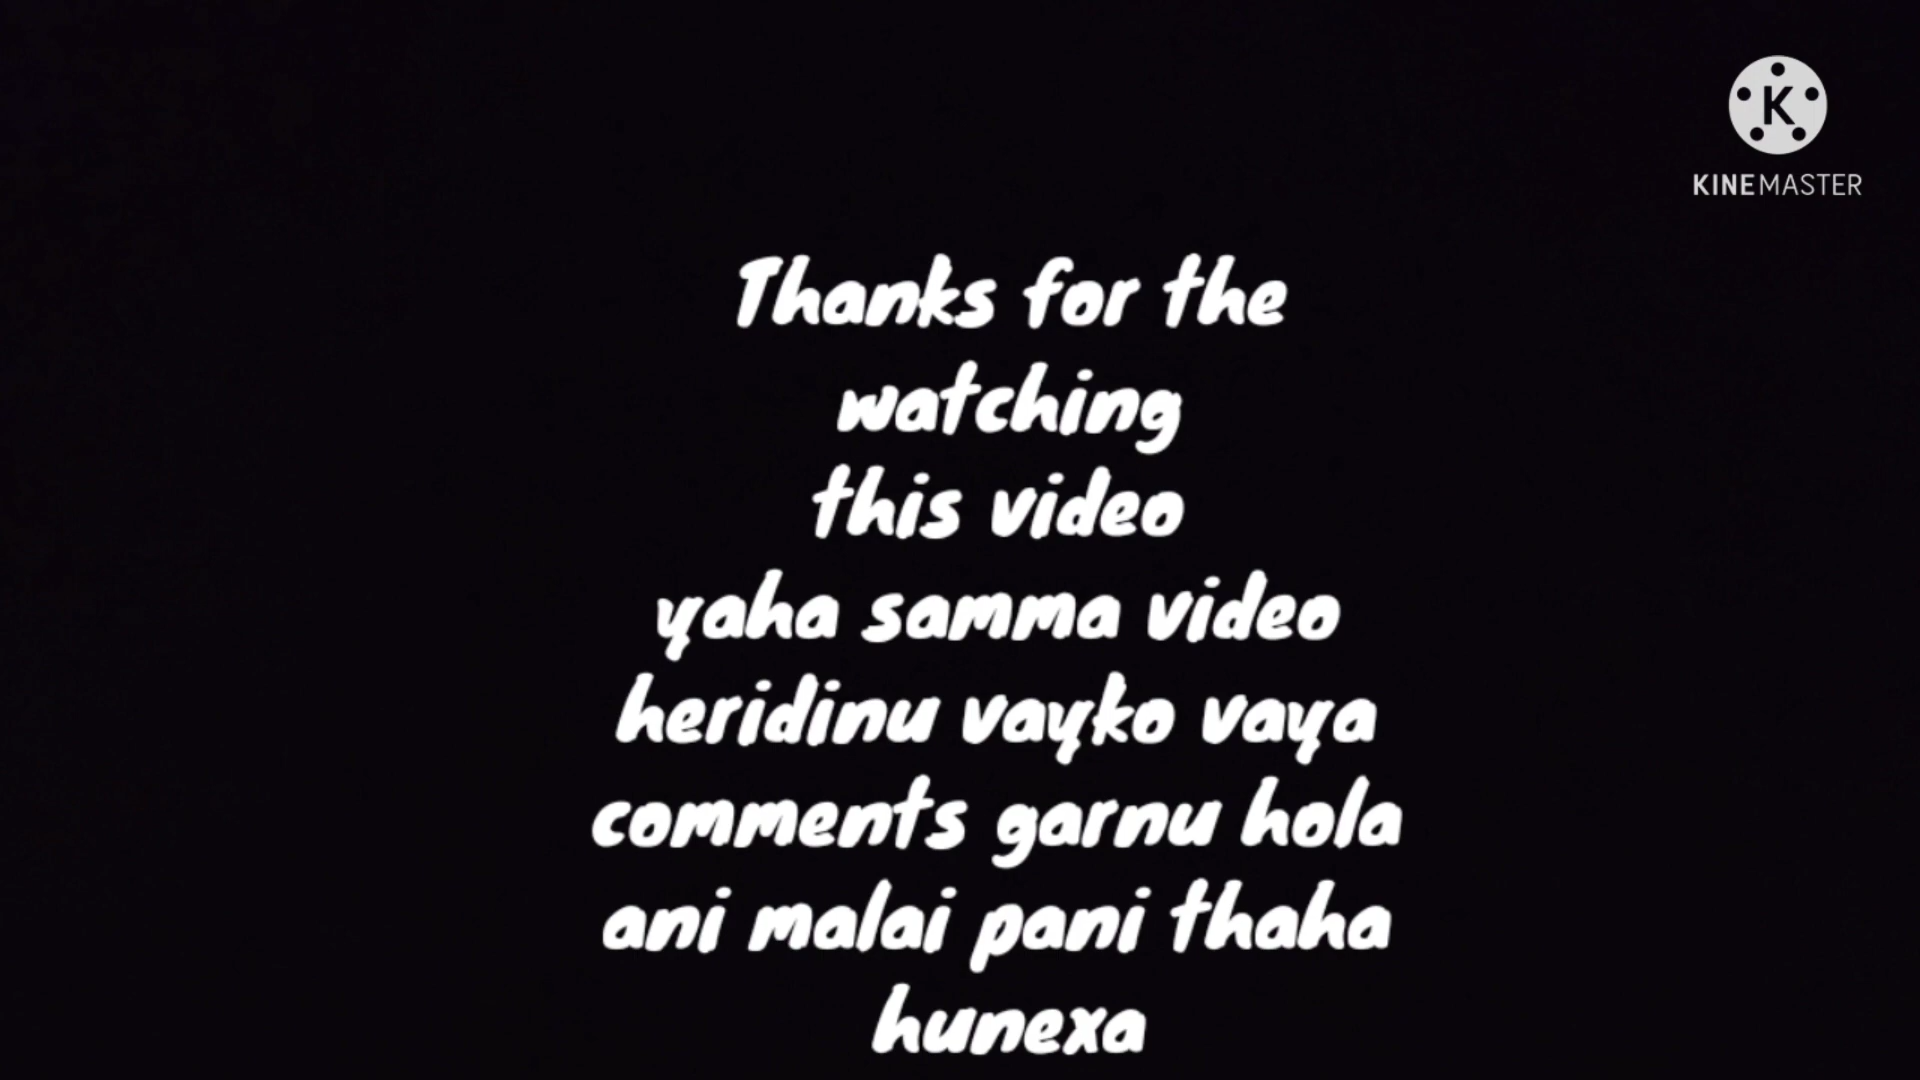 K
KINEMASTER
Thanks for the
watching
this video
yaha samma video
heridinu vayko vaya
comments garnu hola
ani malai pani thaha
hunexa